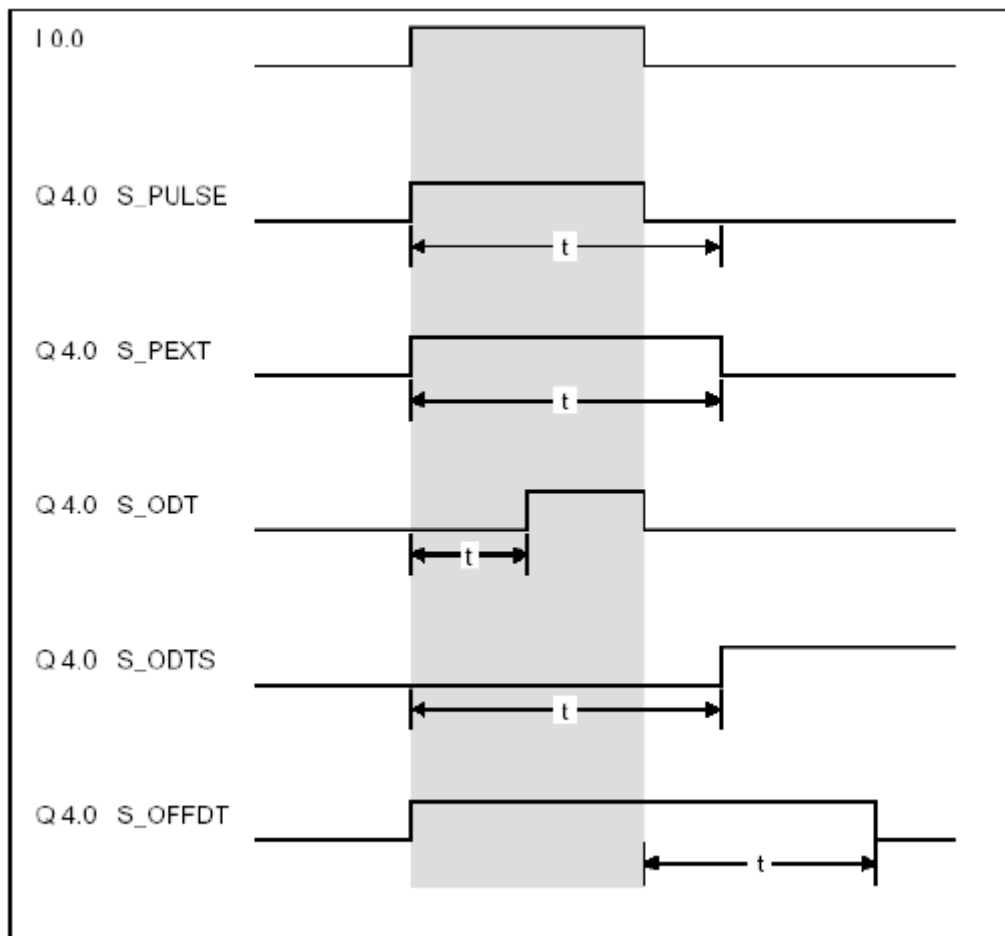 I 0.0
Q 4.0 S_PULSE
t
Q 4.0 S_PEXT
t
Q 4.0 S_ODT
t
Q 4.0 S_ODTS
t
Q 4.0 S_OFFDT
t